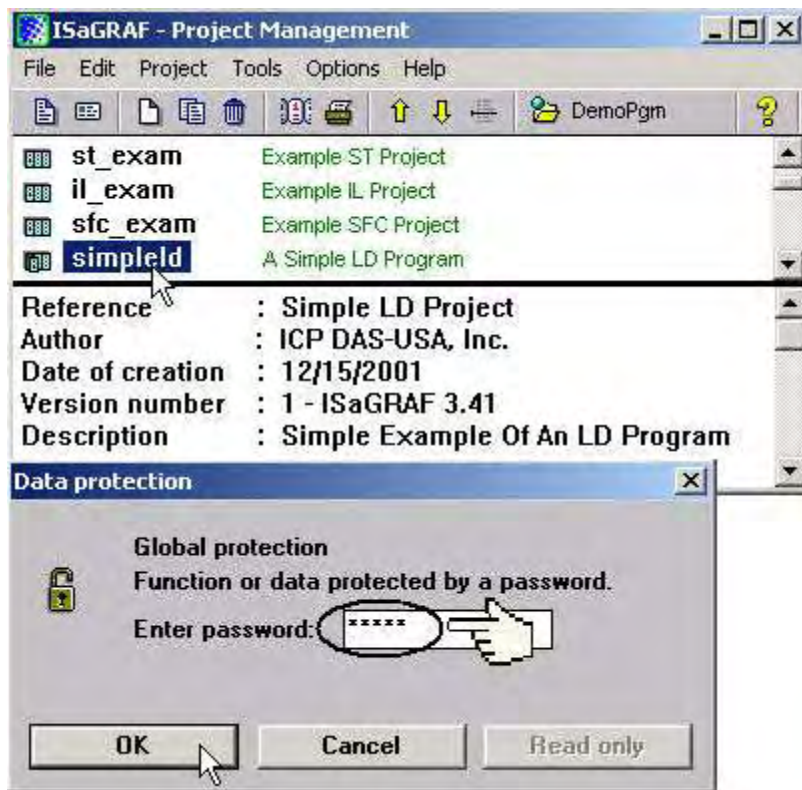 ISaGRAF - Project Management
File Edit Project Tools Options Help
DemoPgm
st_exam Example ST Project
il_exam Example IL Project
sfc_exam Example SFC Project
simpleld A Simple LD Program
Reference : Simple LD Project
Author : ICP DAS-USA, Inc.
Date of creation : 12/15/2001
Version number : 1 - ISaGRAF 3.41
Description : Simple Example Of An LD Program
Data protection
Global protection
Function or data protected by a password.
Enter password: *****
OK Cancel Read only